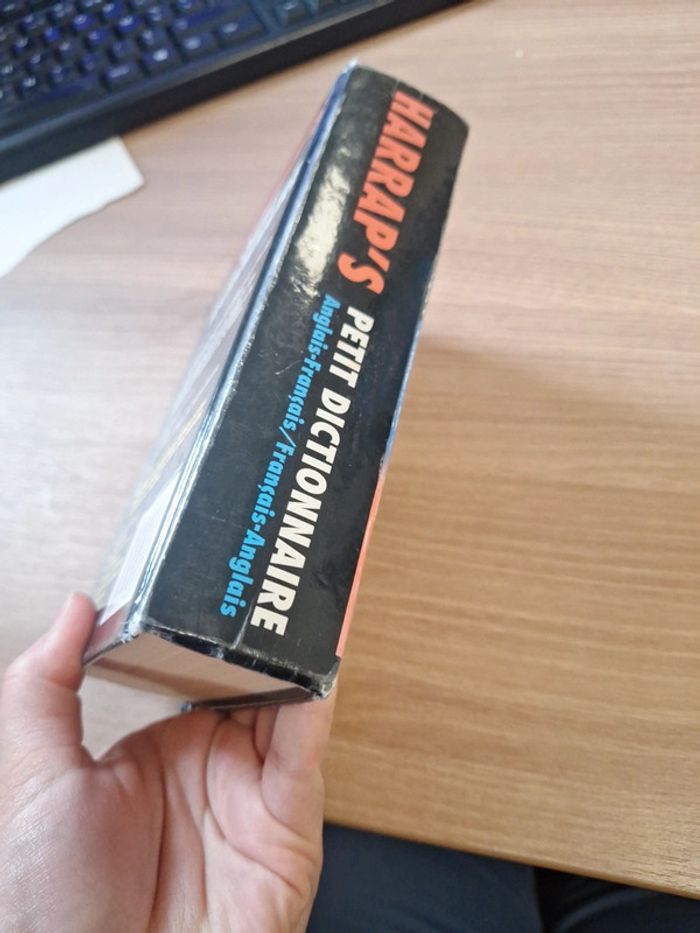 HARRAP'S PETIT DICTIONNAIRE
Anglais-Français/Français-Anglais